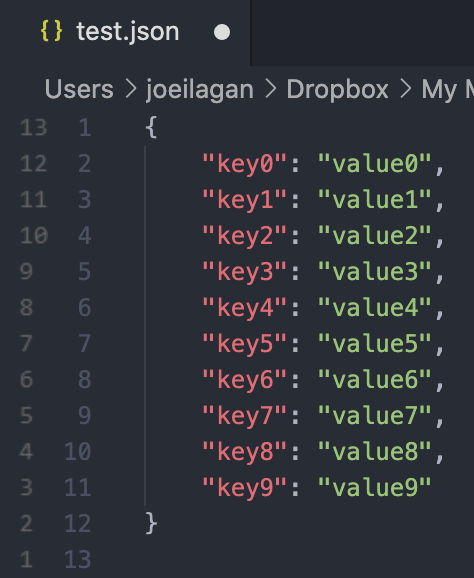 {} test.json
Users > joeilagan > Dropbox > My M
13 1 {
12 2 "key0": "value0",
11 3 "key1": "value1",
10 4 "key2": "value2",
9 5 "key3": "value3",
8 6 "key4": "value4",
7 7 "key5": "value5",
6 8 "key6": "value6",
5 9 "key7": "value7",
4 10 "key8": "value8",
3 11 "key9": "value9"
2 12 }
1 13